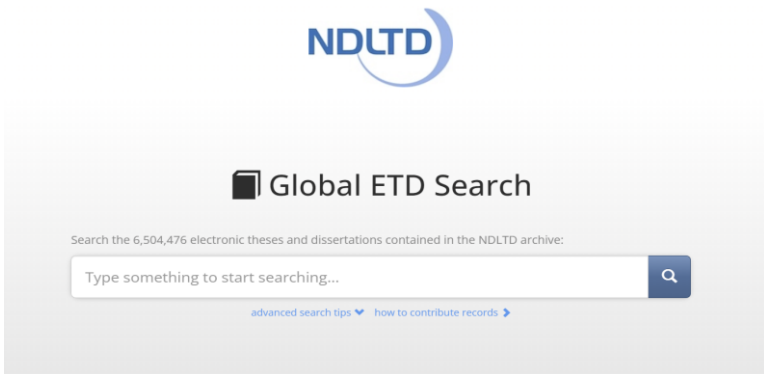 NDLTD
Global ETD Search
Search the 6,504,476 electronic theses and dissertations contained in the NDLTD archive:
Type something to start searching...
advanced search tips how to contribute records